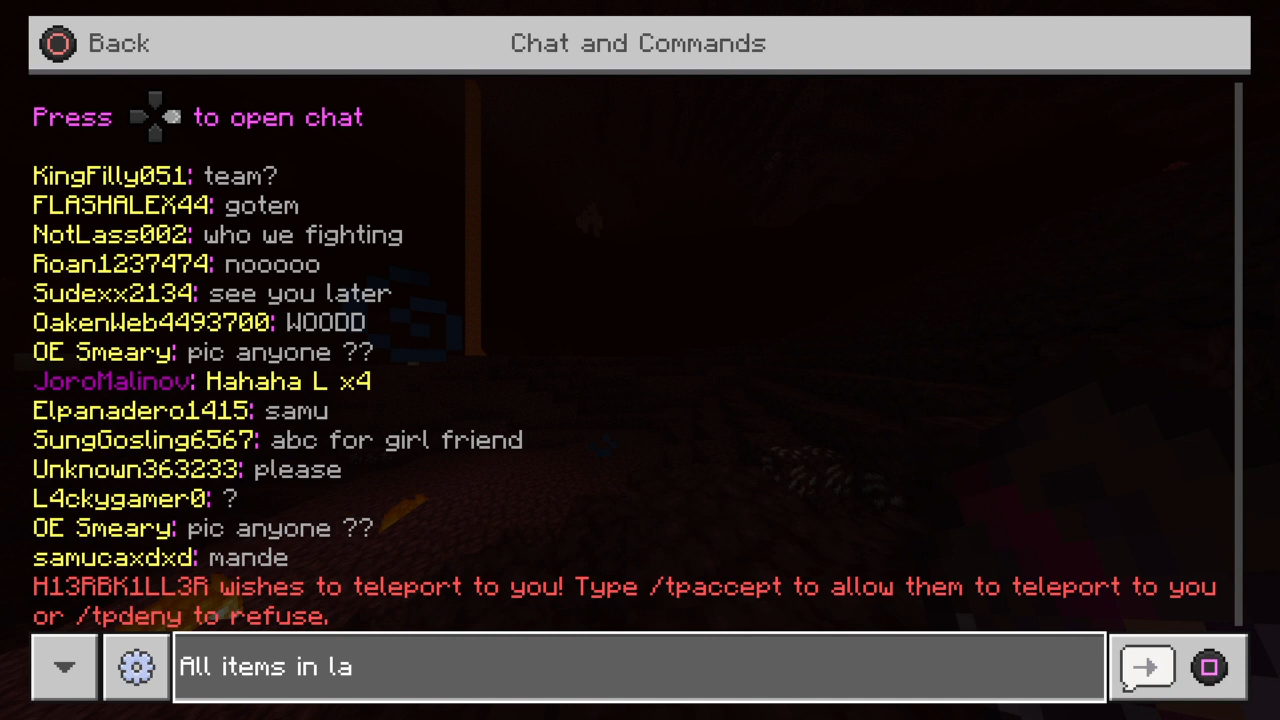 Back
Chat and Commands
Press to open chat
KingFilly051: team?
FLASHALEX44: gotem
NotLass002: who we fighting
Roan1237474: nooooo
Sudexx2134: see you later
OakenWeb4493700: WOODD
OE Smeary: pic anyone ??
JoroMalinov: Hahaha L x4
Elpanadero1415: samu
SungGosling6567: abc for girl friend
Unknown363233: please
L4ckygamer0: ?
OE Smeary: pic anyone ??
samucaxdxd: mande
H13RBK1LL3R wishes to teleport to you! Type /tpaccept to allow them to teleport to you
or /tpdeny to refuse.
All items in la